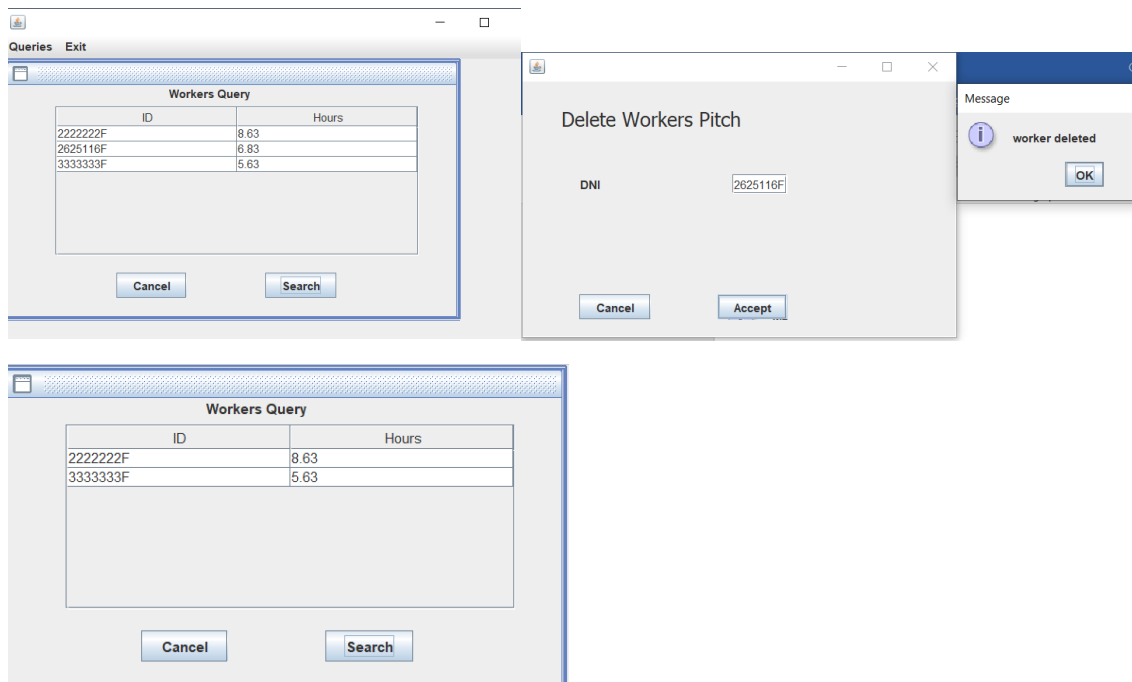 Queries Exit
Workers Query
ID Hours
2222222F 8.63
2625116F 6.83
3333333F 5.63
Cancel Search
Delete Workers Pitch
DNI 2625116F
Cancel Accept
Message
worker deleted
OK
Workers Query
ID Hours
2222222F 8.63
3333333F 5.63
Cancel Search